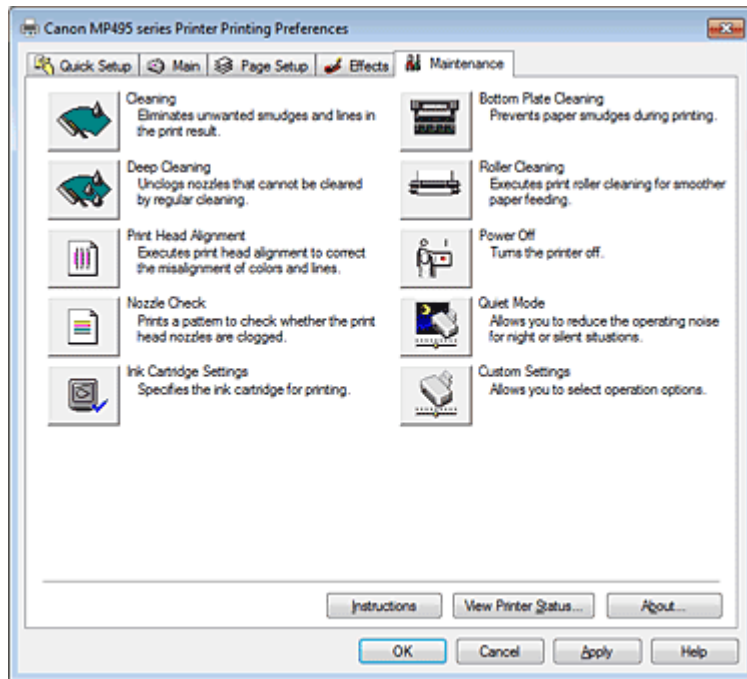 Canon MP495 series Printer Printing Preferences
Quick Setup
Main
Page Setup
Effects
Maintenance
Cleaning
Eliminates unwanted smudges and lines in
the print result.
Deep Cleaning
Unclogs nozzles that cannot be cleared
by regular cleaning.
Print Head Alignment
Executes print head alignment to correct
the misalignment of colors and lines.
Nozzle Check
Prints a pattern to check whether the print
head nozzles are clogged.
Ink Cartridge Settings
Specifies the ink cartridge for printing.
Bottom Plate Cleaning
Prevents paper smudges during printing.
Roller Cleaning
Executes print roller cleaning for smoother
paper feeding.
Power Off
Turns the printer off.
Quiet Mode
Allows you to reduce the operating noise
for night or silent situations.
Custom Settings
Allows you to select operation options.
Instructions
View Printer Status...
About...
OK
Cancel
Apply
Help